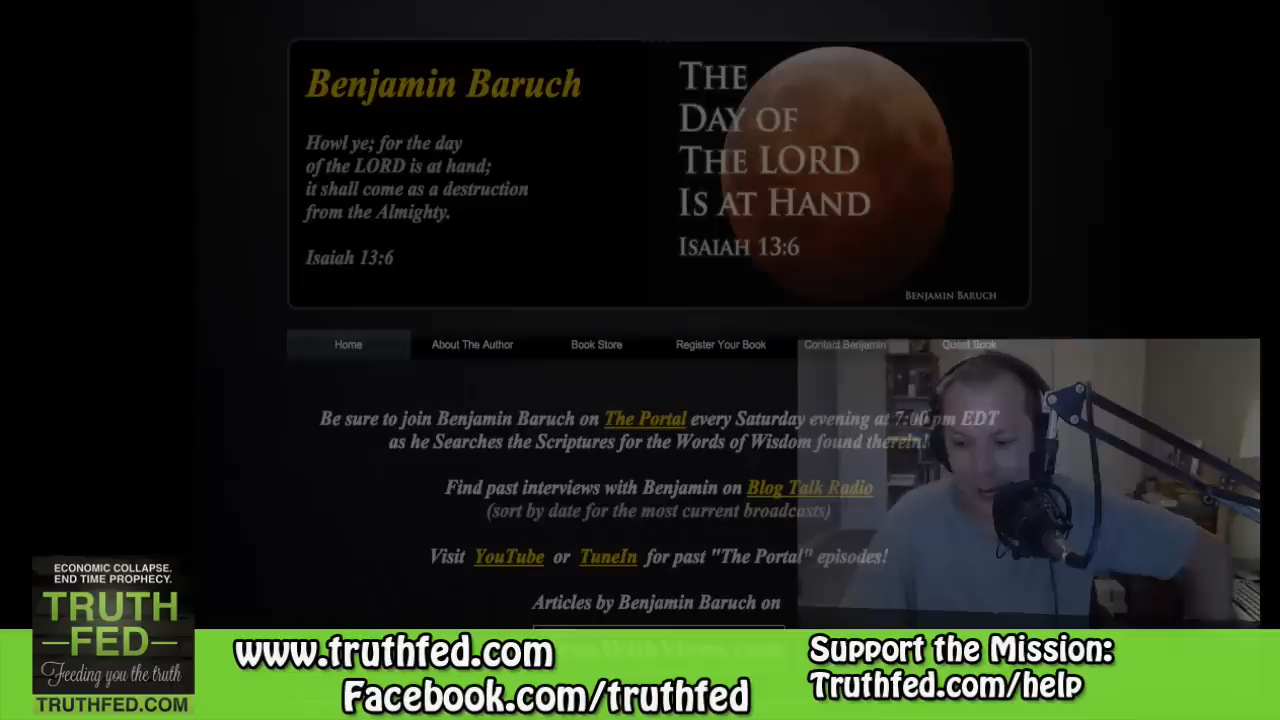 Benjamin Baruch
Howl ye; for the day
of the LORD is at hand;
it shall come as a destruction
from the Almighty.
Isaiah 13:6
THE
DAY OF
THE LORD
IS AT HAND
ISAIAH 13:6
BENJAMIN BARUCH
Home
About The Author
Book Store
Register Your Book
Contact Benjamin
Guest Book
Be sure to join Benjamin Baruch on The Portal every Saturday evening at 7:00 pm EDT
as he Searches the Scriptures for the Words of Wisdom found therein!
Find past interviews with Benjamin on Blog Talk Radio
(sort by date for the most current broadcasts)
Visit YouTube or TuneIn for past "The Portal" episodes!
Articles by Benjamin Baruch on
ECONOMIC COLLAPSE.
END TIME PROPHECY.
TRUTH
FED
Feeding you the truth
TRUTHFED.COM
www.truthfed.com
Facebook.com/truthfed
Support the Mission:
Truthfed.com/help